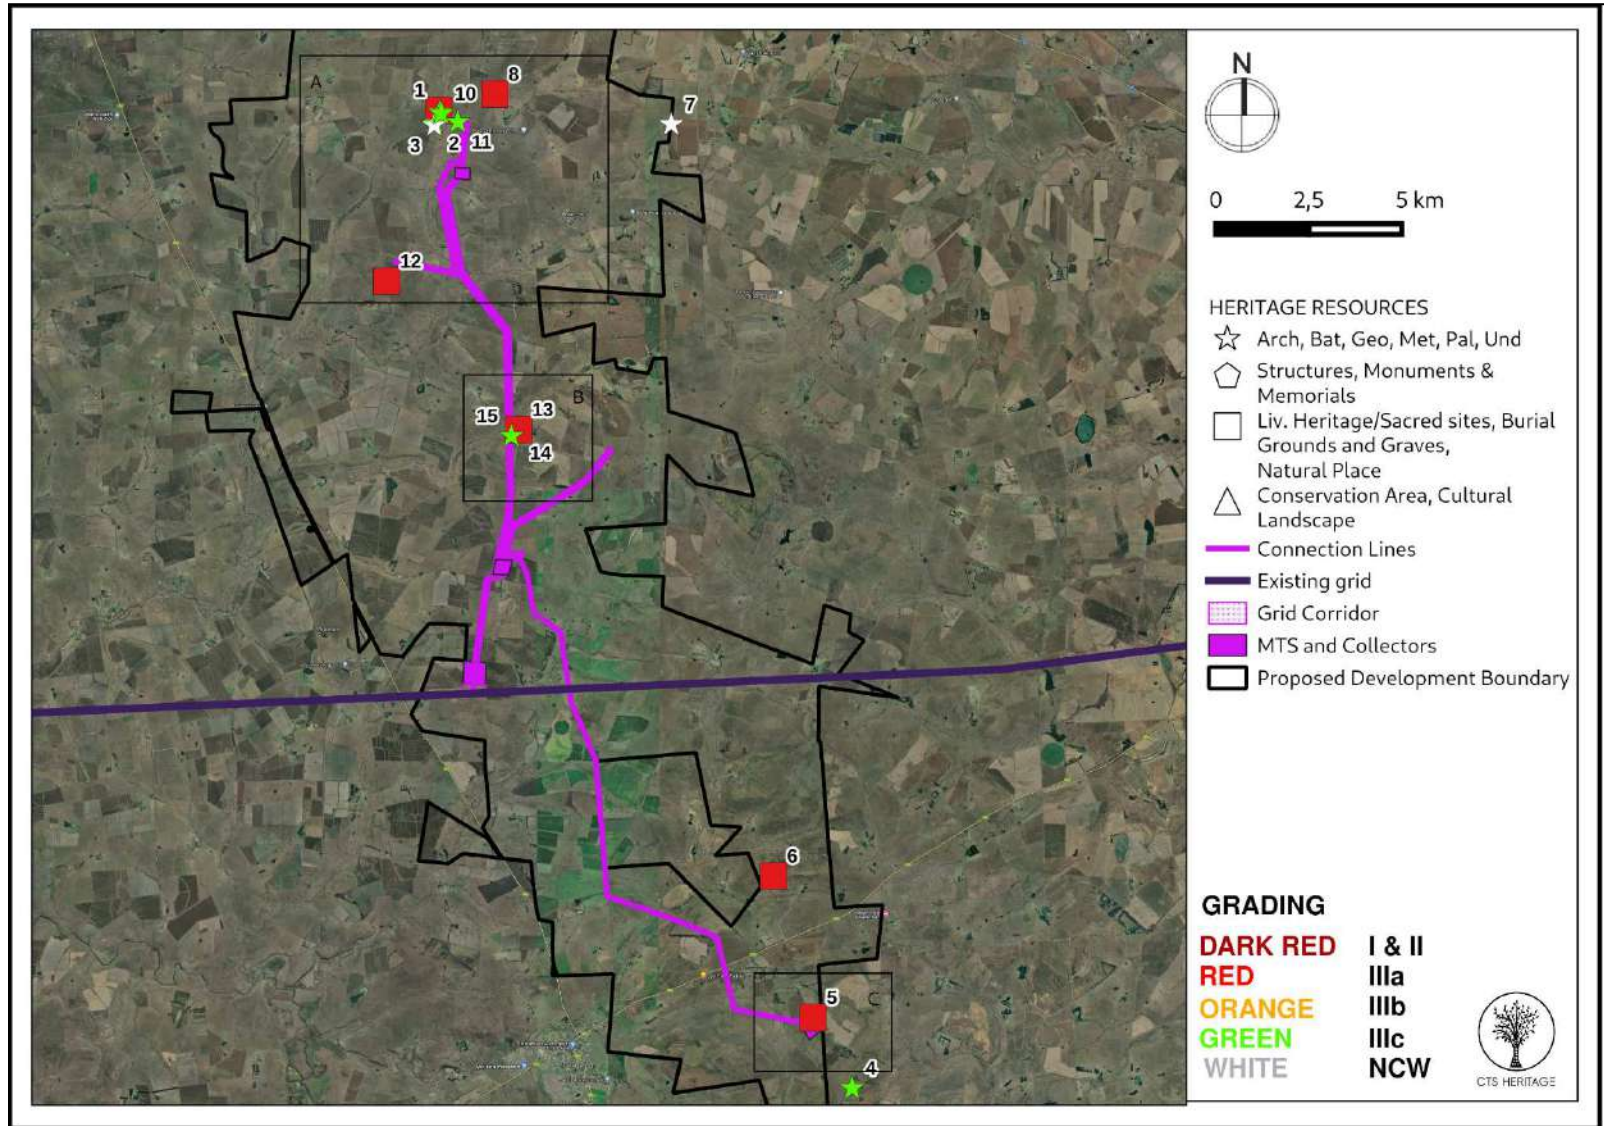 A
8
1
10
7
3
2
11
12
B
13
15
14
6
5
C
4
N
0 2,5 5 km
HERITAGE RESOURCES
Arch, Bat, Geo, Met, Pal, Und
Structures, Monuments &
Memorials
Liv. Heritage/Sacred sites, Burial
Grounds and Graves,
Natural Place
Conservation Area, Cultural
Landscape
Connection Lines
Existing grid
Grid Corridor
MTS and Collectors
Proposed Development Boundary
GRADING
DARK RED I & II
RED IIIa
ORANGE IIIb
GREEN IIIc
WHITE NCW
CTS HERITAGE